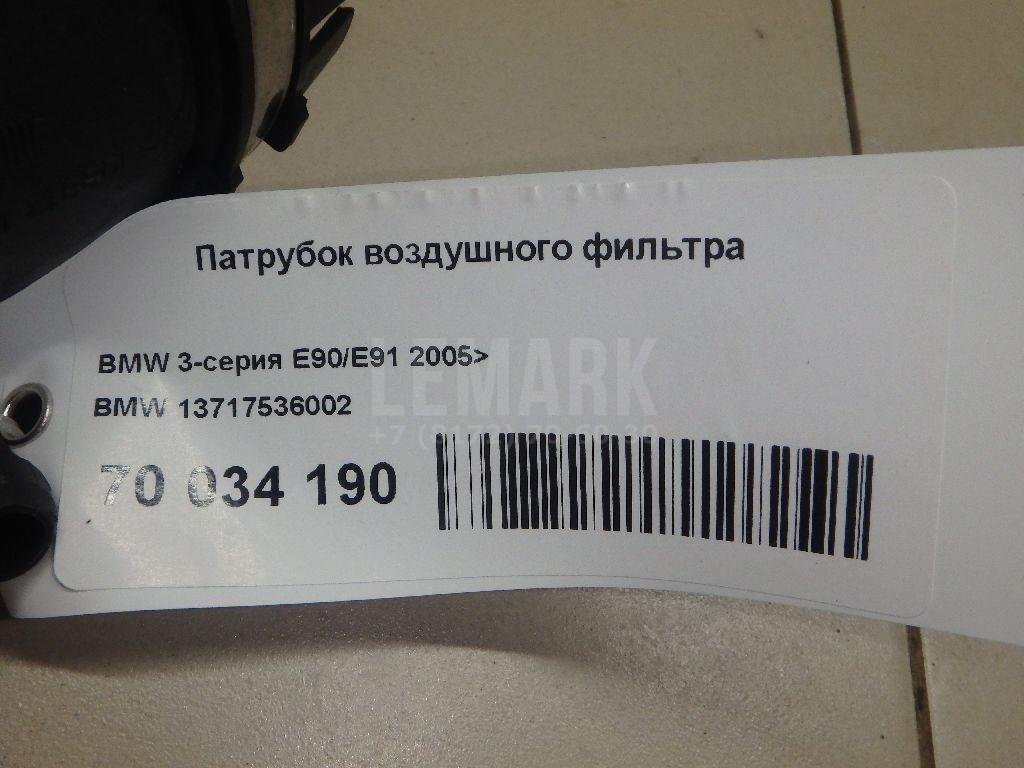 Патрубок воздушного фильтра
BMW 3-серия E90/E91 2005>
BMW 13717536002
LEMARK
70 034 190